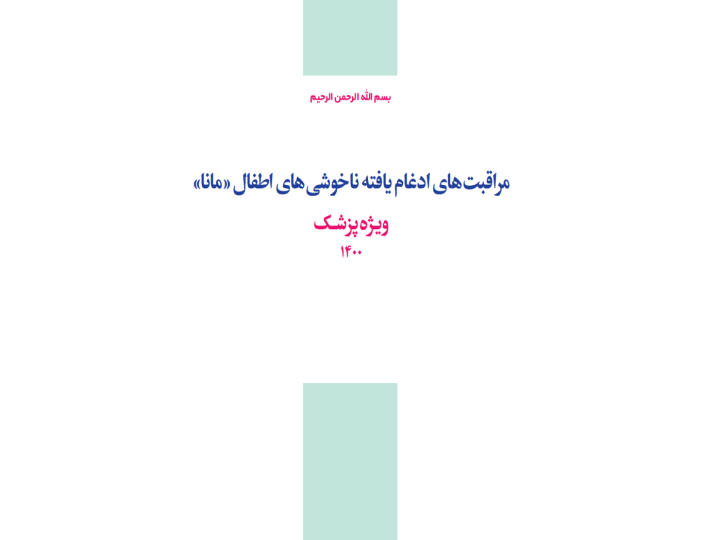 بسم الله الرحمن الرحیم
مراقبت‌های ادغام یافته ناخوشی‌های اطفال «مانا»
ویژه پزشک
۱۴۰۰